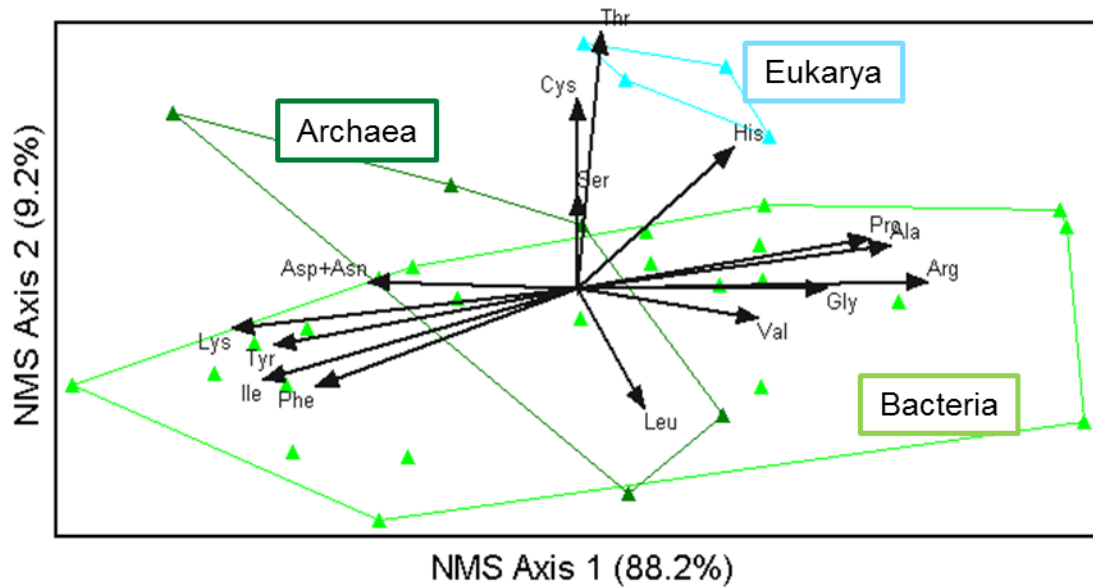 Thr
Eukarya
Cys
Archaea
His
Ser
Pro
Ala
Asp+Asn
Arg
Gly
Val
Lys
Tyr
Ile
Phe
Leu
Bacteria
NMS Axis 2 (9.2%)
NMS Axis 1 (88.2%)